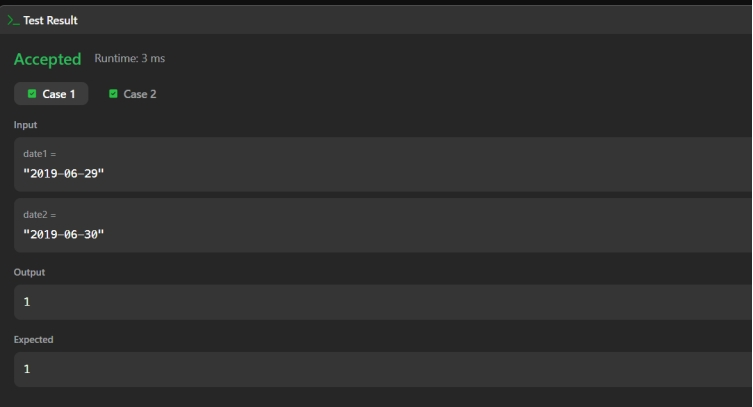 Test Result
Accepted Runtime: 3 ms
Case 1 Case 2
Input
date1 =
"2019-06-29"
date2 =
"2019-06-30"
Output
1
Expected
1